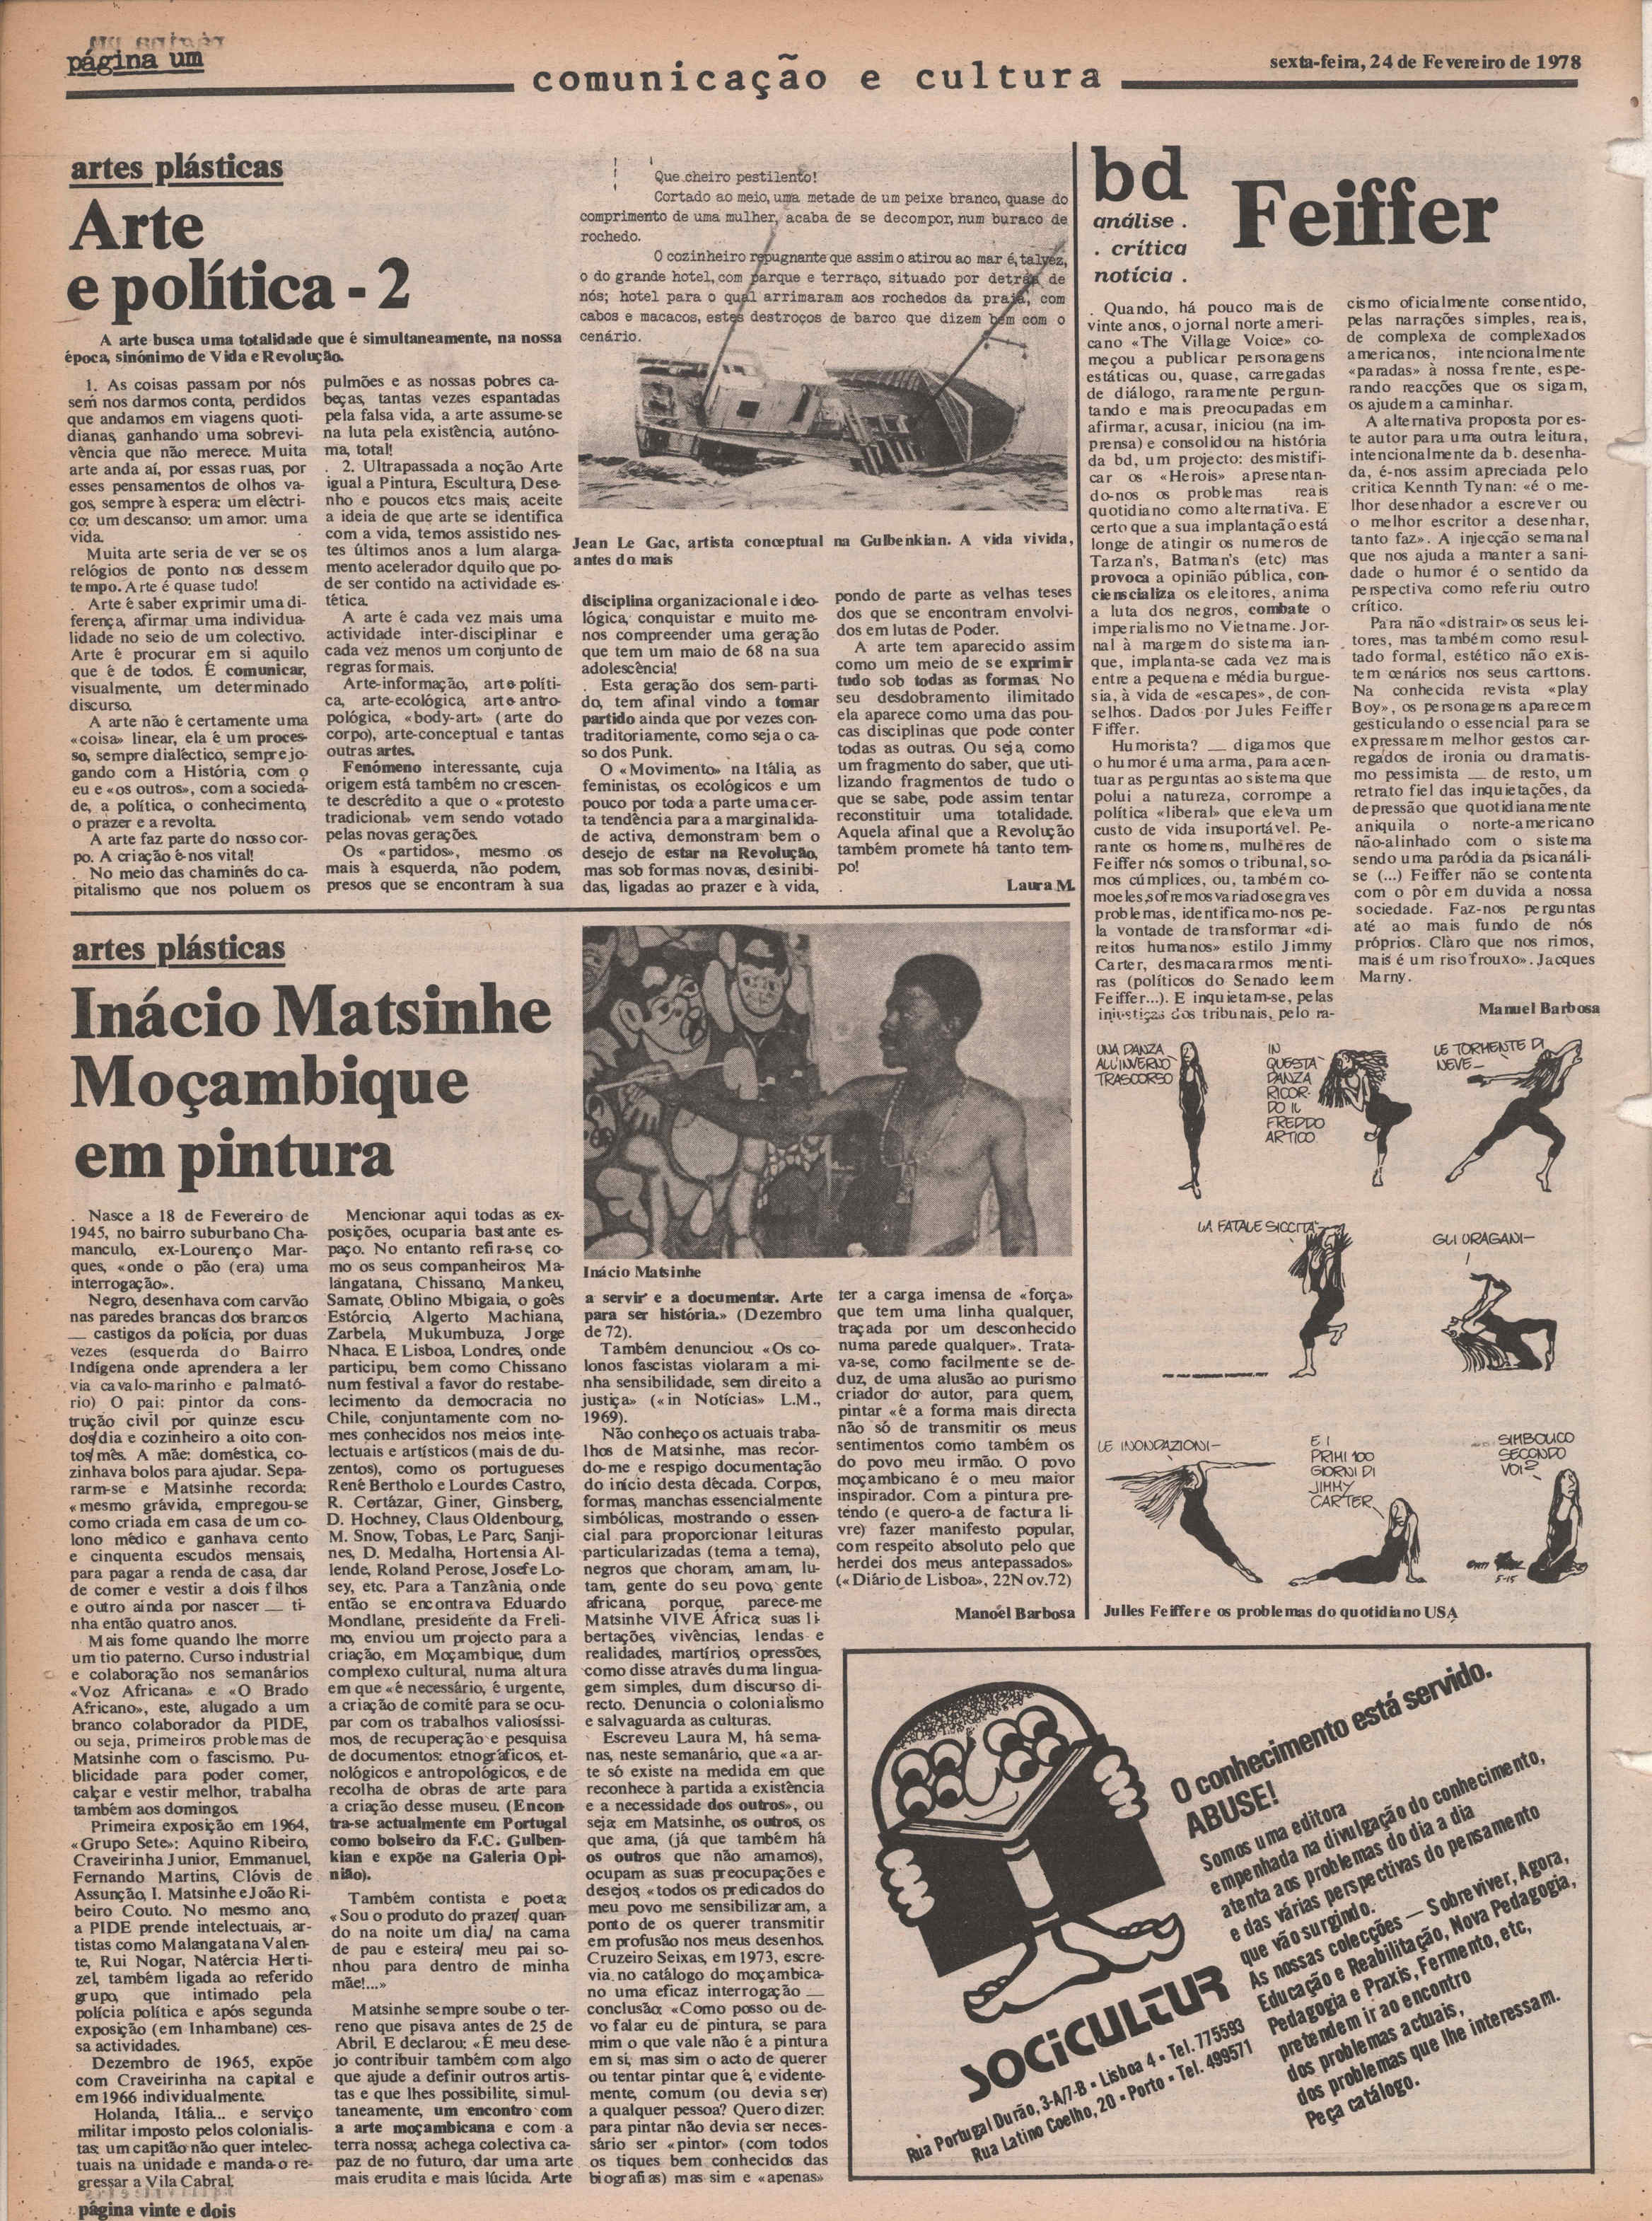 página um
comunicação e cultura
sexta-feira, 24 de Fevereiro de 1978
artes plásticas
Arte
e política - 2
A arte busca uma totalidade que é simultaneamente, na nossa
época, sinónimo de Vida e Revolução.
1. As coisas passam por nós
sem nos darmos conta, perdidos
que andamos em viagens quoti-
dianas, ganhando uma sobrevi-
vência que não merece. Muita
arte anda aí, por essas ruas, por
esses pensamentos de olhos va-
gos, sempre à espera: um eléctri-
co: um descanso: um amor: uma
vida.
Muita arte seria de ver se os
relógios de ponto nos dessem
tempo. Arte é quase tudo!
. Arte é saber exprimir uma di-
ferença, afirmar uma individua-
lidade no seio de um colectivo.
Arte é procurar em si aquilo
que é de todos. É comunicar,
visualmente, um determinado
discurso.
A arte não é certamente uma
«coisa» linear, ela é um proces-
so, sempre dialéctico, sempre jo-
gando com a História, com o
eu e «os outros», com a socieda-
de, a política, o conhecimento,
o prazer e a revolta.
A arte faz parte do nosso cor-
po. A criação é-nos vital!
. No meio das chaminés do ca-
pitalismo que nos poluem os
pulmões e as nossas pobres ca-
beças, tantas vezes espantadas
pela falsa vida, a arte assume-se
na luta pela existência, autóno-
ma, total!
. 2. Ultrapassada a noção Arte
igual a Pintura, Escultura, Dese-
nho e poucos etcs mais; aceite
a ideia de que arte se identifica
com a vida, temos assistido nes-
tes últimos anos a lum alarga-
mento acelerador dquilo que po-
de ser contido na actividade es-
tética.
A arte é cada vez mais uma
actividade inter-disciplinar e
cada vez menos um conjunto de
regras formais.
Arte-informação, arte-políti-
ca, arte-ecológica, arte-antro-
pológica, «body-art» (arte do
corpo), arte-conceptual e tantas
outras artes.
Fenómeno interessante, cuja
origem está também no crescen-
te descrédito a que o «protesto
tradicional» vem sendo votado
pelas novas gerações.
Os «partidos», mesmo os
mais à esquerda, não podem,
presos que se encontram à sua
Que cheiro pestilento!
Cortado ao meio, uma metade de um peixe branco, quase do
comprimento de uma mulher, acaba de se decompor, num buraco de
rochedo.
O cozinheiro repugnante que assim o atirou ao mar é, talvez,
o do grande hotel, com parque e terraço, situado por detrás de
nós; hotel para o qual arrimaram aos rochedos da praia, com
cabos e macacos, estes destroços de barco que dizem bem com o
cenário.
Jean Le Gac, artista conceptual na Gulbenkian. A vida vivida,
antes do mais
disciplina organizacional e ideo-
lógica, conquistar e muito me-
nos compreender uma geração
que tem um maio de 68 na sua
adolescência!
. Esta geração dos sem-parti-
do, tem afinal vindo a tomar
partido ainda que por vezes con-
traditoriamente, como seja o ca-
so dos Punk.
O «Movimento» na Itália, as
feministas, os ecológicos e um
pouco por toda a parte uma cer-
ta tendência para a marginalida-
de activa, demonstram bem o
desejo de estar na Revolução,
mas sob formas novas, desinibi-
das, ligadas ao prazer e à vida,
pondo de parte as velhas teses
dos que se encontram envolvi-
dos em lutas de Poder.
A arte tem aparecido assim
como um meio de se exprimir
tudo sob todas as formas. No
seu desdobramento ilimitado
ela aparece como uma das pou-
cas disciplinas que pode conter
todas as outras. Ou seja, como
um fragmento do saber, que uti-
lizando fragmentos de tudo o
que se sabe, pode assim tentar
reconstituir uma totalidade.
Aquela afinal que a Revolução
também promete há tanto tem-
po!
Laura M.
bd
análise .
. crítica
notícia .
Feiffer
. Quando, há pouco mais de
vinte anos, o jornal norte ameri-
cano «The Village Voice» co-
meçou a publicar personagens
estáticas ou, quase, carregadas
de diálogo, raramente pergun-
tando e mais preocupadas em
afirmar, acusar, iniciou (na im-
prensa) e consolidou na história
da bd, um projecto: desmistifi-
car os «Herois» apresentan-
do-nos os problemas reais
quotidiano como alternativa. E
certo que a sua implantação está
longe de atingir os numeros de
Tarzan's, Batman's (etc) mas
provoca a opinião pública, con-
ciencializa os eleitores, anima
a luta dos negros, combate o
imperialismo no Vietname. Jor-
nal à margem do sistema ian-
que, implanta-se cada vez mais
entre a pequena e média burgue-
sia, à vida de «escapes», de con-
selhos. Dados por Jules Feiffer
Fiffer.
Humorista? — digamos que
o humor é uma arma, para acen-
tuar as perguntas ao sistema que
polui a natureza, corrompe a
política «liberal» que eleva um
custo de vida insuportável. Pe-
rante os homens, mulheres de
Feiffer nós somos o tribunal, so-
mos cúmplices, ou, também co-
mo eles, sofremos variados e graves
problemas, identificamo-nos pe-
la vontade de transformar «di-
reitos humanos» estilo Jimmy
Carter, desmacararmos menti-
ras (políticos do Senado leem
Feiffer...). E inquietam-se, pelas
injustiças dos tribunais, pelo ra-
cismo oficialmente consentido,
pelas narrações simples, reais,
de complexa de complexados
americanos, intencionalmente
«paradas» à nossa frente, espe-
rando reacções que os sigam,
os ajudem a caminhar.
A alternativa proposta por es-
te autor para uma outra leitura,
intencionalmente da b. desenha-
da, é-nos assim apreciada pelo
critica Kennth Tynan: «é o me-
lhor desenhador a escrever ou
o melhor escritor a desenhar,
tanto faz». A injecção semanal
que nos ajuda a manter a sani-
dade o humor é o sentido da
perspectiva como referiu outro
crítico.
Para não «distrair» os seus lei-
tores, mas também como resul-
tado formal, estético não exis-
tem cenários nos seus carttons.
Na conhecida revista «play
Boy», os personagens aparecem
gesticulando o essencial para se
expressarem melhor gestos car-
regados de ironia ou dramatis-
mo pessimista — de resto, um
retrato fiel das inquietações, da
depressão que quotidianamente
aniquila o norte-americano
não-alinhado com o sistema
sendo uma paródia da psicanáli-
se (...) Feiffer não se contenta
com o pôr em duvida a nossa
sociedade. Faz-nos perguntas
até ao mais fundo de nós
próprios. Claro que nos rimos,
mais é um riso frouxo». Jacques
Marny.
Manuel Barbosa
UNA DANZA
ALL'INVERNO
TRASCORSO
IN
QUESTA
DANZA
RICOR-
DO IL
FREDDO
ARTICO
LE TORMENTE DI
NEVE—
LA FATALE SICCITÀ—
GLI URAGANI—
LE INONDAZIONI—
E I
PRIMI 100
GIORNI DI
JIMMY
CARTER
SIMBOLICO
SECONDO
VOI?
5-15
Julles Feiffer e os problemas do quotidiano USA
artes plásticas
Inácio Matsinhe
Moçambique
em pintura
. Nasce a 18 de Fevereiro de
1945, no bairro suburbano Cha-
manculo, ex-Lourenço Mar-
ques, «onde o pão (era) uma
interrogação».
Negro, desenhava com carvão
nas paredes brancas dos brancos
— castigos da polícia, por duas
vezes (esquerda do Bairro
Indígena onde aprendera a ler
via cavalo-marinho e palmató-
rio) O pai: pintor da cons-
trução civil por quinze escu
dos/dia e cozinheiro a oito con-
tos/mês. A mãe: doméstica, co-
zinhava bolos para ajudar. Sepa-
rarm-se e Matsinhe recorda:
«mesmo grávida, empregou-se
como criada em casa de um co-
lono médico e ganhava cento
e cinquenta escudos mensais,
para pagar a renda de casa, dar
de comer e vestir a dois filhos
e outro ainda por nascer — ti-
nha então quatro anos.
Mais fome quando lhe morre
um tio paterno. Curso industrial
e colaboração nos semanários
«Voz Africana» e «O Brado
Africano», este, alugado a um
branco colaborador da PIDE,
ou seja, primeiros problemas de
Matsinhe com o fascismo. Pu-
blicidade para poder comer,
calçar e vestir melhor, trabalha
também aos domingos.
Primeira exposição em 1964,
«Grupo Sete»: Aquino Ribeiro,
Craveirinha Junior, Emmanuel,
Fernando Martins, Clóvis de
Assunção, I. Matsinhe e João Ri-
beiro Couto. No mesmo ano,
a PIDE prende intelectuais, ar-
tistas como Malangatana Valen-
te, Rui Nogar, Natércia Herti-
zel, também ligada ao referido
grupo, que intimado pela
polícia política e após segunda
exposição (em Inhambane) ces-
sa actividades.
Dezembro de 1965, expõe
com Craveirinha na capital e
em 1966 individualmente.
Holanda, Itália... e serviço
militar imposto pelos colonialis-
tas; um capitão não quer intelec-
tuais na unidade e manda-o re-
gressar a Vila Cabral.
Mencionar aqui todas as ex-
posições, ocuparia bastante es-
paço. No entanto refira-se, co-
mo os seus companheiros: Ma-
langatana, Chissano, Mankeu,
Samate, Oblino Mbigaia, o goês
Estórcio, Algerto Machiana,
Zarbela, Mukumbuza, Jorge
Nhaca. E Lisboa, Londres, onde
participu, bem como Chissano
num festival a favor do restabe-
lecimento da democracia no
Chile, conjuntamente com no-
mes conhecidos nos meios inte-
lectuais e artísticos (mais de du-
zentos), como os portugueses
René Bertholo e Lourdes Castro,
R. Cortázar, Giner, Ginsberg,
D. Hochney, Claus Oldenbourg,
M. Snow, Tobas, Le Parc, Sanji-
nes, D. Medalha, Hortensia Al-
lende, Roland Perose, Josefe Lo-
sey, etc. Para a Tanzânia, onde
então se encontrava Eduardo
Mondlane, presidente da Freli-
mo, enviou um projecto para a
criação, em Moçambique, dum
complexo cultural, numa altura
em que «é necessário, é urgente,
a criação de comité para se ocu-
par com os trabalhos valiosíssi-
mos, de recuperação e pesquisa
de documentos: etnográficos, et-
nológicos e antropológicos, e de
recolha de obras de arte para
a criação desse museu. (Encon-
tra-se actualmente em Portugal
como bolseiro da F.C. Gulben-
kian e expõe na Galeria Opi-
nião).
Também contista e poeta:
«Sou o produto do prazer/ quan-
do na noite um dia/ na cama
de pau e esteira/ meu pai so-
nhou para dentro de minha
mãe!...»
Matsinhe sempre soube o ter-
reno que pisava antes de 25 de
Abril. E declarou: «É meu dese-
jo contribuir também com algo
que ajude a definir outros artis-
tas e que lhes possibilite, simul-
taneamente, um encontro com
a arte moçambicana e com a
terra nossa; achega colectiva ca-
paz de no futuro, dar uma arte
mais erudita e mais lúcida. Arte
Inácio Matsinhe
a servir e a documentar. Arte
para ser história.» (Dezembro
de 72).
Também denunciou: «Os co-
lonos fascistas violaram a mi-
nha sensibilidade, sem direito a
justiça» («in Notícias» L.M.,
1969).
Não conheço os actuais traba-
lhos de Matsinhe, mas recor-
do-me e respigo documentação
do início desta década. Corpos,
formas, manchas essencialmente
simbólicas, mostrando o essen-
cial para proporcionar leituras
particularizadas (tema a tema),
negros que choram, amam, lu-
tam, gente do seu povo, gente
africana, porque, parece-me
Matsinhe VIVE África: suas li-
bertações, vivências, lendas e
realidades, martírios, opressões,
como disse através duma lingua-
gem simples, dum discurso di-
recto. Denuncia o colonialismo
e salvaguarda as culturas.
Escreveu Laura M, há sema-
nas, neste semanário, que «a ar-
te só existe na medida em que
reconhece à partida a existência
e a necessidade dos outros», ou
seja: em Matsinhe, os outros, os
que ama, (já que também há
os outros que não amamos),
ocupam as suas preocupações e
desejos; «todos os predicados do
meu povo me sensibilizaram, a
ponto de os querer transmitir
em profusão nos meus desenhos.
Cruzeiro Seixas, em 1973, escre-
via no catálogo do moçambica-
no uma eficaz interrogação —
conclusão: «Como posso ou de-
vo falar eu de pintura, se para
mim o que vale não é a pintura
em si; mas sim o acto de querer
ou tentar pintar que é, evidente-
mente, comum (ou devia ser)
a qualquer pessoa? Quero dizer:
para pintar não devia ser neces-
sário ser «pintor» (com todos
os tiques bem conhecidos das
biografias) mas sim e «apenas»
ter a carga imensa de «força»
que tem uma linha qualquer,
traçada por um desconhecido
numa parede qualquer». Trata-
va-se, como facilmente se de-
duz, de uma alusão ao purismo
criador do autor, para quem,
pintar «é a forma mais directa
não só de transmitir os meus
sentimentos como também os
do povo meu irmão. O povo
moçambicano é o meu maior
inspirador. Com a pintura pre-
tendo (e quero-a de factura li-
vre) fazer manifesto popular,
com respeito absoluto pelo que
herdei dos meus antepassados»
(«Diário de Lisboa», 22Nov.72)
Manoel Barbosa
O conhecimento está servido.
ABUSE!
Somos uma editora
empenhada na divulgação do conhecimento,
atenta aos problemas do dia a dia
e das várias perspectivas do pensamento
que vão surgindo.
As nossas colecções — Sobreviver, Agora,
Educação e Reabilitação, Nova Pedagogia,
Pedagogia e Praxis, Fermento, etc,
pretendem ir ao encontro
dos problemas actuais,
dos problemas que lhe interessam.
Peça catálogo.
SOCICULTUR
Rua Portugal Durão, 3-A/7-B • Lisboa 4 • Tel. 775593
Rua Latino Coelho, 20 • Porto • Tel. 499571
página vinte e dois